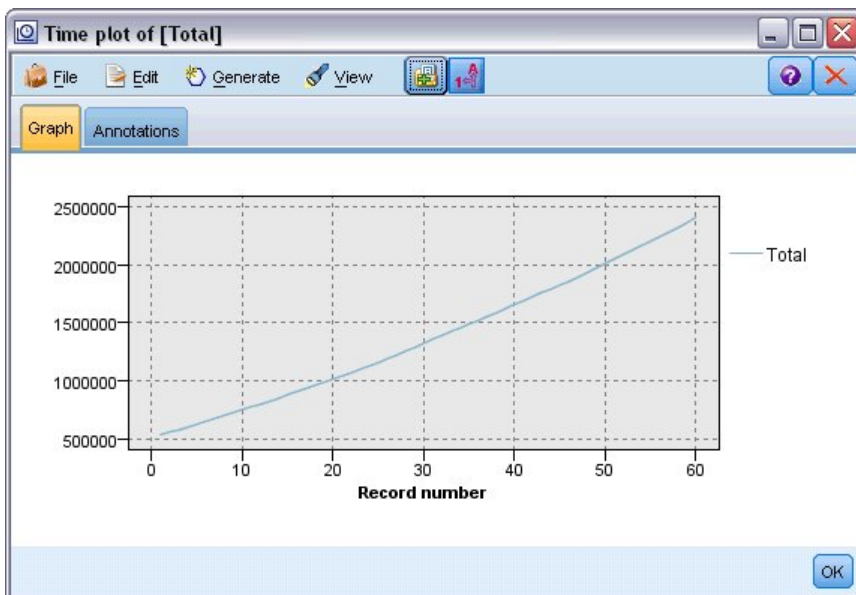 Time plot of [Total]
File Edit Generate View
Graph Annotations
2500000
2000000
1500000
1000000
500000
Total
0 10 20 30 40 50 60
Record number
OK